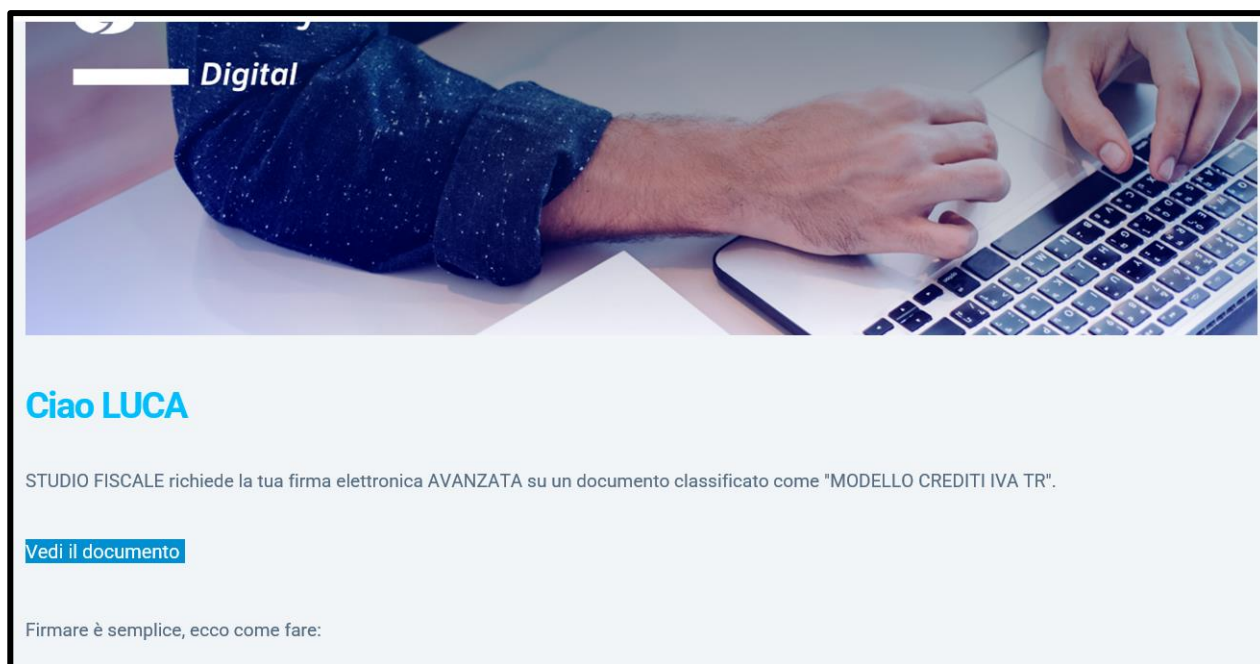 Digital
Ciao LUCA
STUDIO FISCALE richiede la tua firma elettronica AVANZATA su un documento classificato come "MODELLO CREDITI IVA TR".
Vedi il documento
Firmare è semplice, ecco come fare: